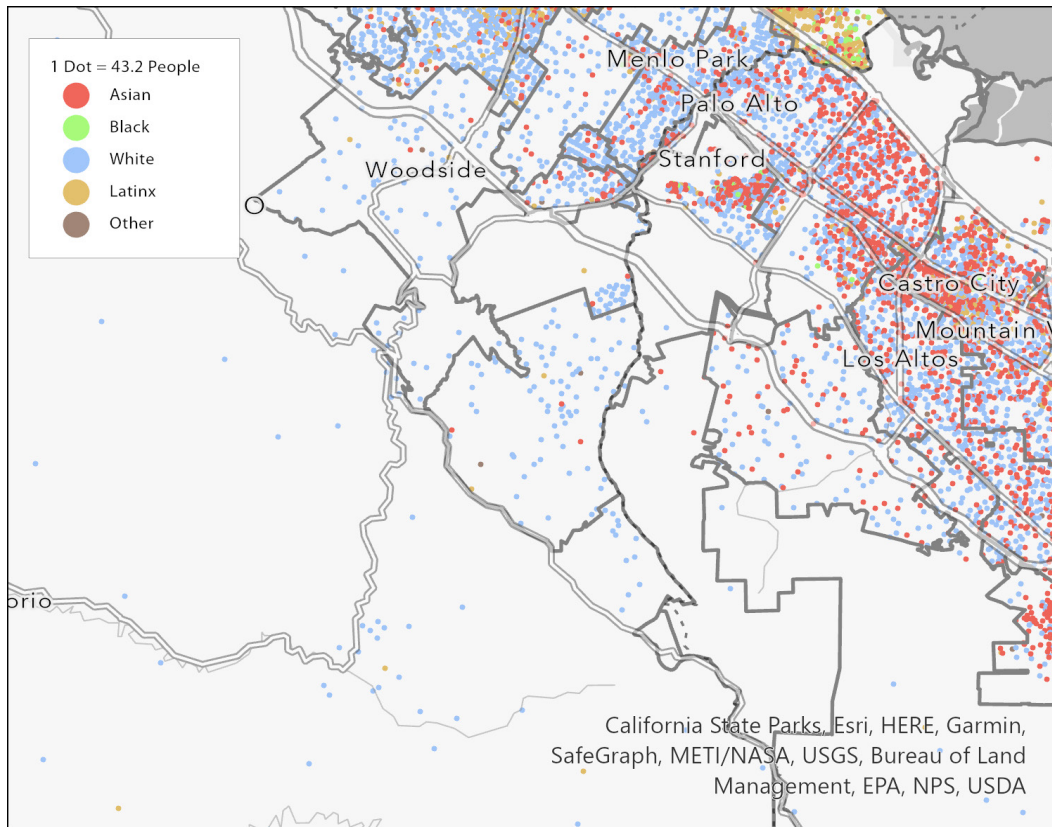 1 Dot = 43.2 People
Asian
Black
White
Latinx
Other
Menlo Park
Palo Alto
Stanford
Woodside
Castro City
Mountain V
Los Altos
orio
California State Parks, Esri, HERE, Garmin,
SafeGraph, METI/NASA, USGS, Bureau of Land
Management, EPA, NPS, USDA